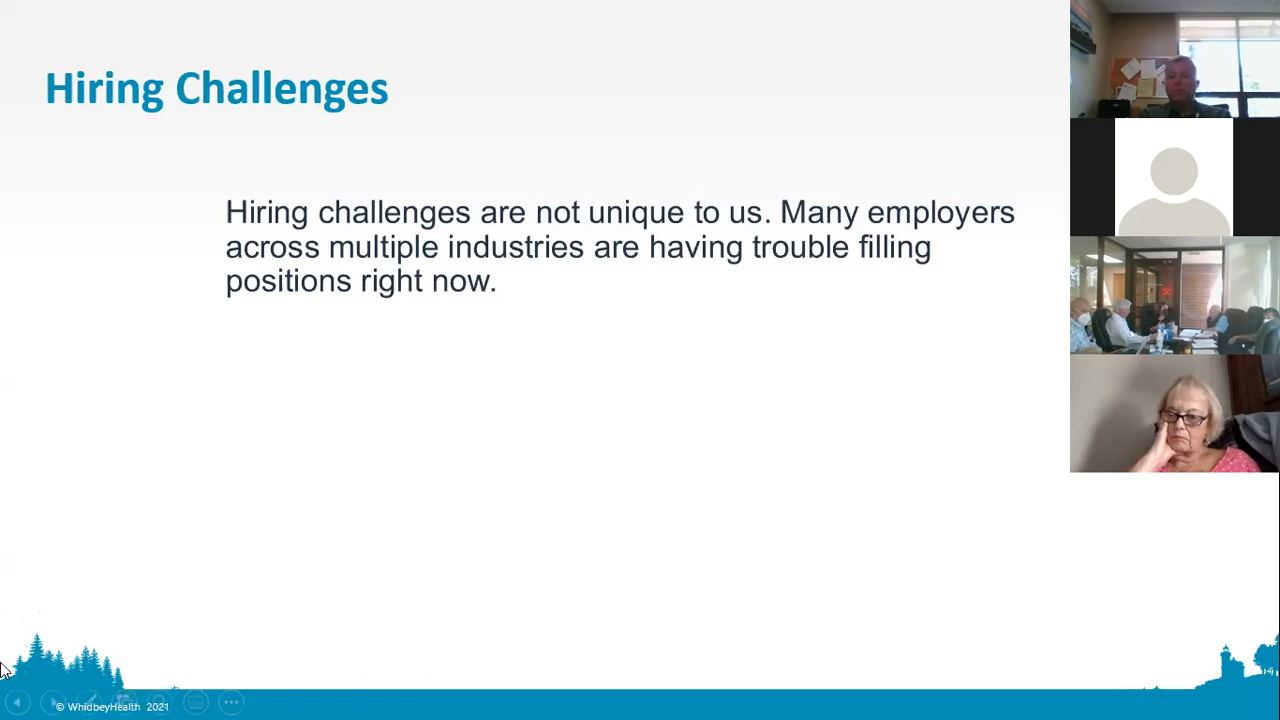 Hiring Challenges
Hiring challenges are not unique to us. Many employers
across multiple industries are having trouble filling
positions right now.
© WhidbeyHealth 2021